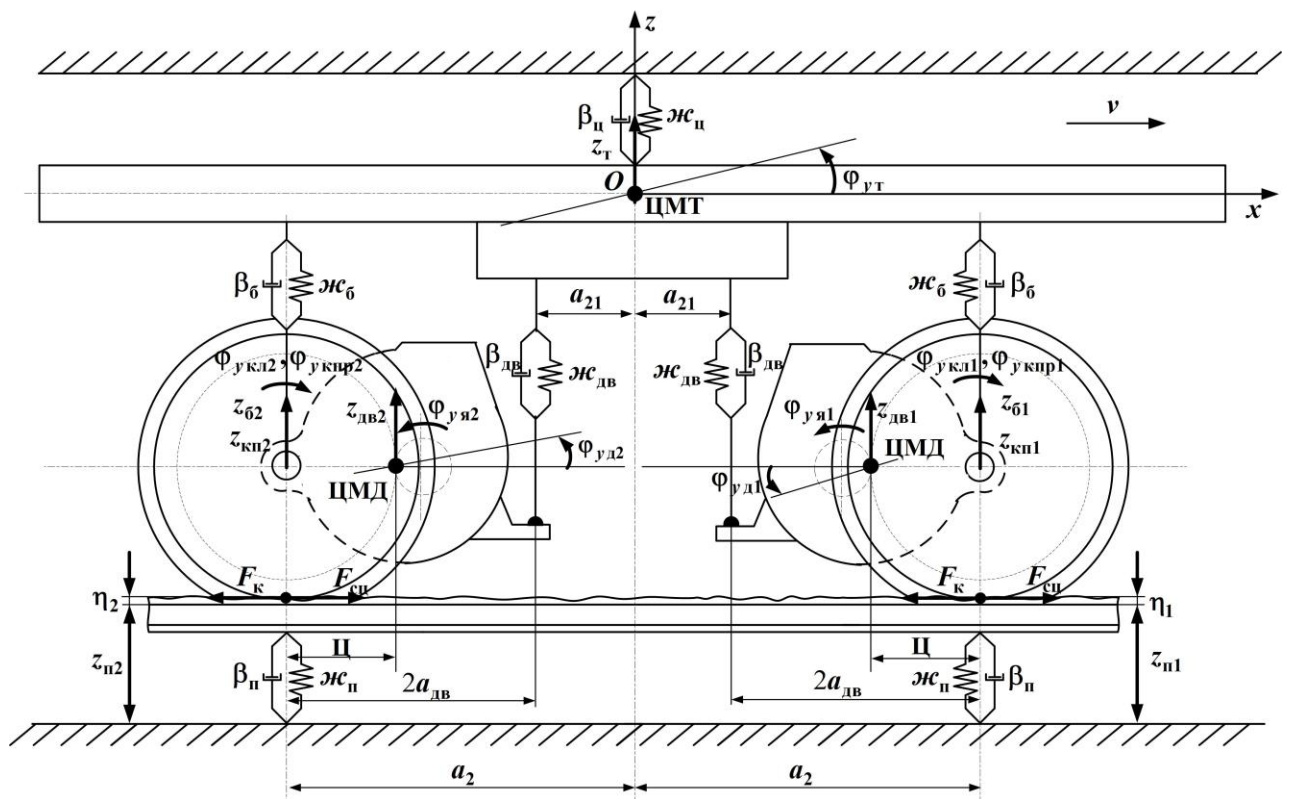 z
β_ц ж_ц
v
z_т
φ_ут
O
ЦМТ
x
β_б ж_б
a_21 a_21
ж_б β_б
φ_укл2, φ_укпр2
β_дв ж_дв
ж_дв β_дв
φ_укл1, φ_укпр1
z_б2
z_дв2
φ_уя2
φ_уя1
z_дв1
z_б1
z_кп2
φ_уд2
ЦМД
z_кп1
ЦМД
φ_уд1
F_к F_сц
F_к F_сц
η_2
η_1
Ц
Ц
z_п2
β_п ж_п
2a_дв
2a_дв
ж_п β_п
z_п1
a_2 a_2